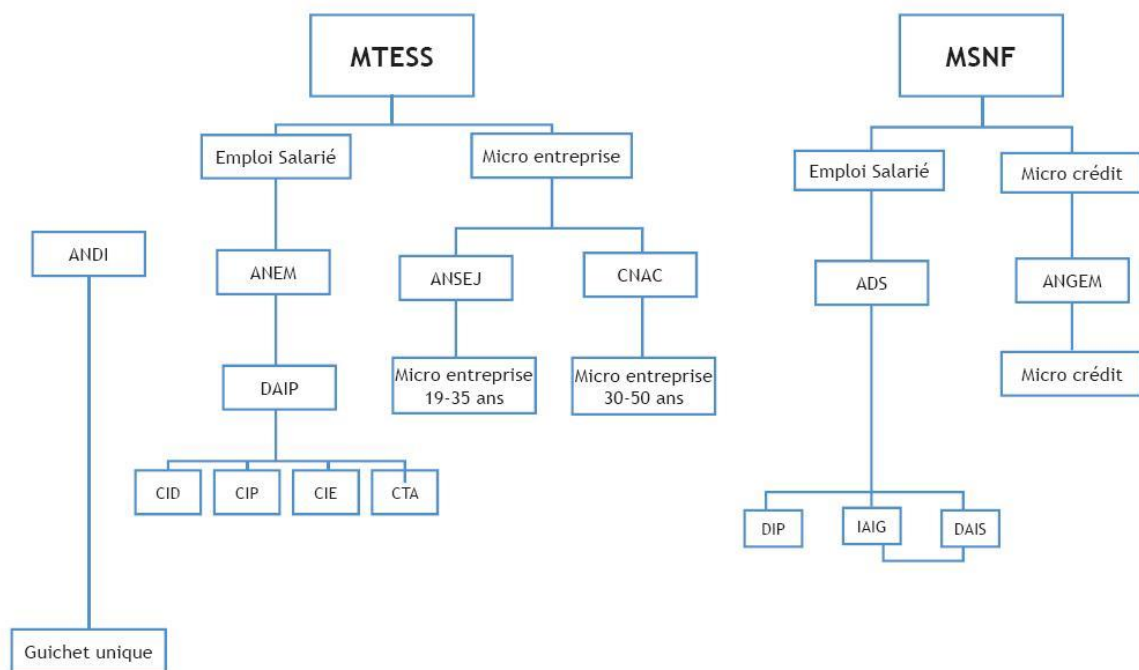 MTESS
MSNF
Emploi Salarié
Micro entreprise
Emploi Salarié
Micro crédit
ANDI
ANEM
ANSEJ
CNAC
ADS
ANGEM
DAIP
Micro entreprise
19-35 ans
Micro entreprise
30-50 ans
Micro crédit
CID
CIP
CIE
CTA
DIP
IAIG
DAIS
Guichet unique